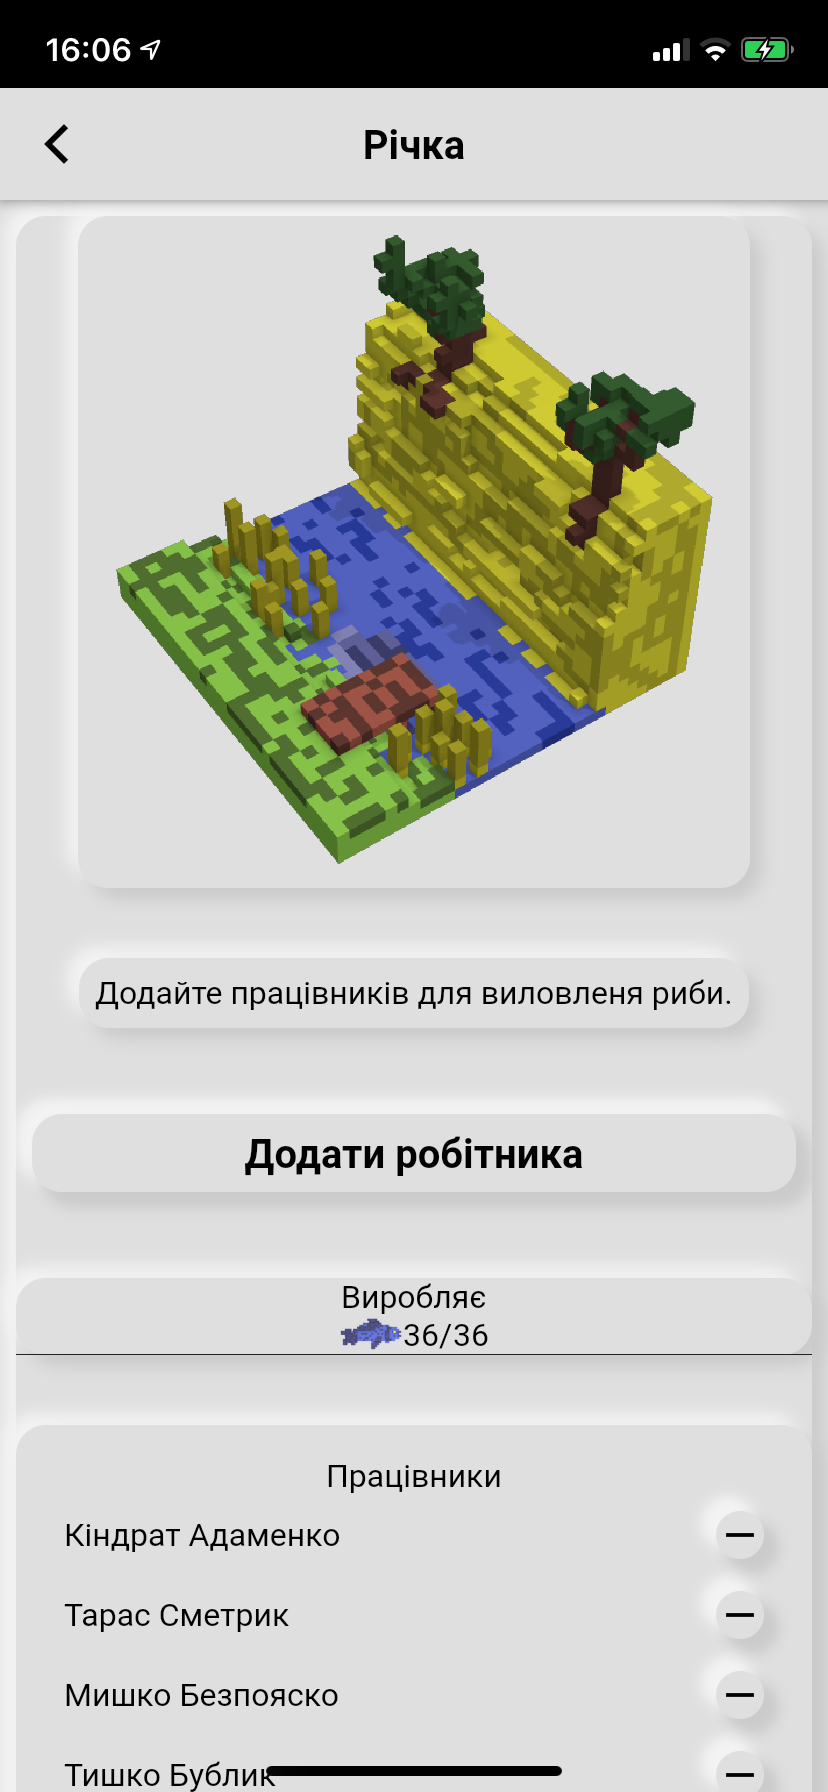 16:06
Річка
Додайте працівників для виловленя риби.
Додати робітника
Виробляє
36/36
Працівники
Кіндрат Адаменко
Тарас Сметрик
Мишко Безпояско
Тишко Бублик